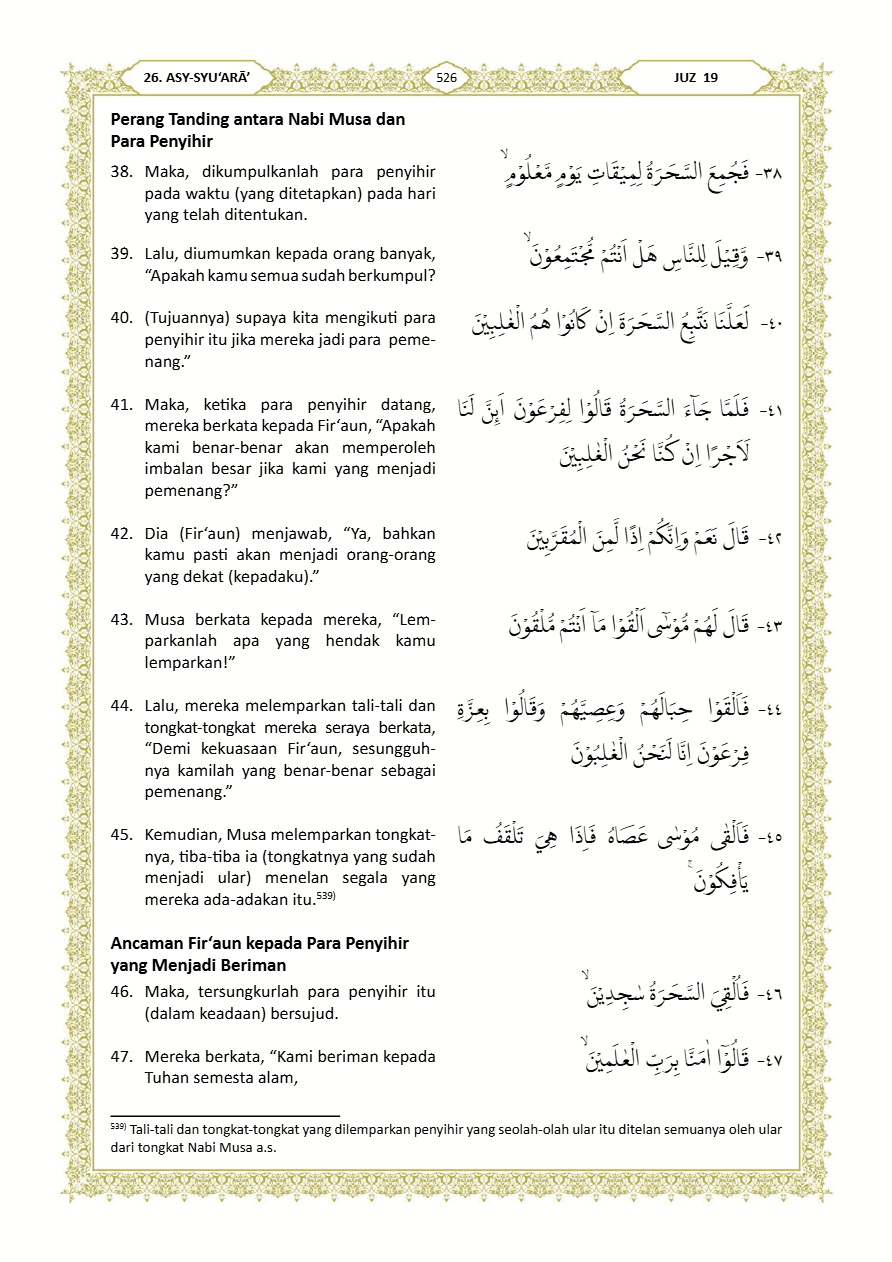 26. ASY-SYU‘ARĀ’
526
JUZ 19
Perang Tanding antara Nabi Musa dan
Para Penyihir
38. Maka, dikumpulkanlah para penyihir
pada waktu (yang ditetapkan) pada hari
yang telah ditentukan.
٣٨- فَجُمِعَ السَّحَرَةُ لِمِيْقَاتِ يَوْمٍ مَّعْلُوْمٍ ۙ
39. Lalu, diumumkan kepada orang banyak,
“Apakah kamu semua sudah berkumpul?
٣٩- وَّقِيْلَ لِلنَّاسِ هَلْ اَنْتُمْ مُّجْتَمِعُوْنَ ۙ
40. (Tujuannya) supaya kita mengikuti para
penyihir itu jika mereka jadi para peme-
nang.”
٤٠- لَعَلَّنَا نَتَّبِعُ السَّحَرَةَ اِنْ كَانُوْا هُمُ الْغٰلِبِيْنَ
41. Maka, ketika para penyihir datang,
mereka berkata kepada Fir‘aun, “Apakah
kami benar-benar akan memperoleh
imbalan besar jika kami yang menjadi
pemenang?”
٤١- فَلَمَّا جَاۤءَ السَّحَرَةُ قَالُوْا لِفِرْعَوْنَ اَىِٕنَّ لَنَا
لَاَجْرًا اِنْ كُنَّا نَحْنُ الْغٰلِبِيْنَ
42. Dia (Fir‘aun) menjawab, “Ya, bahkan
kamu pasti akan menjadi orang-orang
yang dekat (kepadaku).”
٤٢- قَالَ نَعَمْ وَاِنَّكُمْ اِذًا لَّمِنَ الْمُقَرَّبِيْنَ
43. Musa berkata kepada mereka, “Lem-
parkanlah apa yang hendak kamu
lemparkan!”
٤٣- قَالَ لَهُمْ مُّوْسٰٓى اَلْقُوْا مَآ اَنْتُمْ مُّلْقُوْنَ
44. Lalu, mereka melemparkan tali-tali dan
tongkat-tongkat mereka seraya berkata,
“Demi kekuasaan Fir‘aun, sesungguh-
nya kamilah yang benar-benar sebagai
pemenang.”
٤٤- فَاَلْقَوْا حِبَالَهُمْ وَعِصِيَّهُمْ وَقَالُوْا بِعِزَّةِ
فِرْعَوْنَ اِنَّا لَنَحْنُ الْغٰلِبُوْنَ
45. Kemudian, Musa melemparkan tongkat-
nya, tiba-tiba ia (tongkatnya yang sudah
menjadi ular) menelan segala yang
mereka ada-adakan itu.539)
٤٥- فَاَلْقٰى مُوْسٰى عَصَاهُ فَاِذَا هِيَ تَلْقَفُ مَا
يَأْفِكُوْنَ ۚ
Ancaman Fir‘aun kepada Para Penyihir
yang Menjadi Beriman
46. Maka, tersungkurlah para penyihir itu
(dalam keadaan) bersujud.
٤٦- فَاُلْقِيَ السَّحَرَةُ سٰجِدِيْنَ ۙ
47. Mereka berkata, “Kami beriman kepada
Tuhan semesta alam,
٤٧- قَالُوْٓا اٰمَنَّا بِرَبِّ الْعٰلَمِيْنَ ۙ
539) Tali-tali dan tongkat-tongkat yang dilemparkan penyihir yang seolah-olah ular itu ditelan semuanya oleh ular
dari tongkat Nabi Musa a.s.